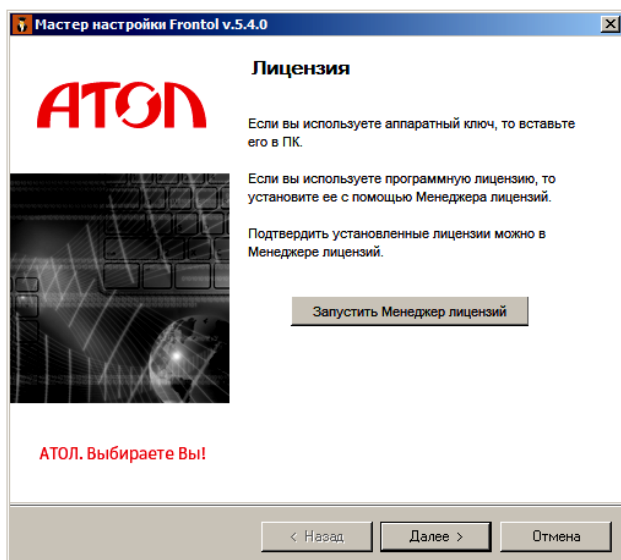 Мастер настройки Frontol v.5.4.0
Лицензия
АТОЛ
Если вы используете аппаратный ключ, то вставьте
его в ПК.
Если вы используете программную лицензию, то
установите ее с помощью Менеджера лицензий.
Подтвердить установленные лицензии можно в
Менеджере лицензий.
Запустить Менеджер лицензий
АТОЛ. Выбираете Вы!
< Назад
Далее >
Отмена